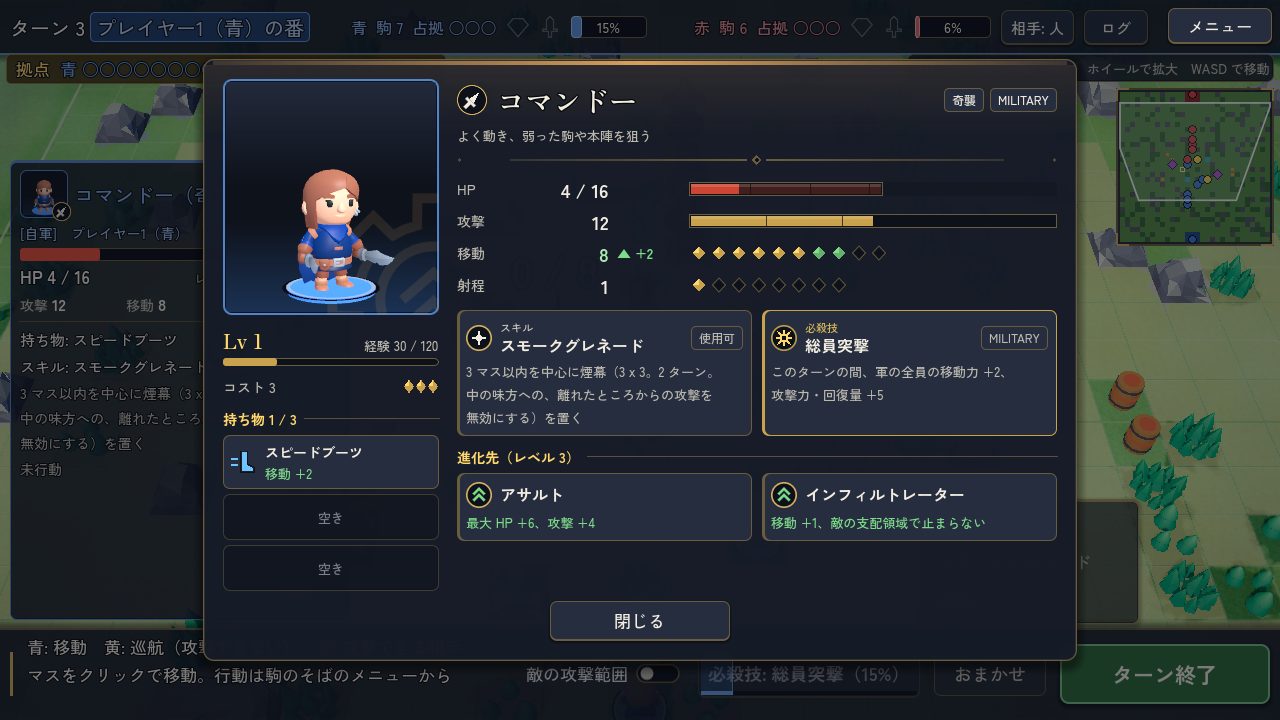 ターン 3 プレイヤー1（青）の番 青 駒 7 占拠 ○○○ 15% 赤 駒 6 占拠 ○○○ 6% 相手: 人 ログ メニュー
拠点 青 ○○○○○○○
ホイールで拡大 WASD で移動
コマンドー
奇襲 MILITARY
よく動き、弱った駒や本陣を狙う
HP 4 / 16
攻撃 12
移動 8 ▲ +2
射程 1
Lv 1 経験 30 / 120
コスト 3
持ち物 1 / 3
スピードブーツ
移動 +2
空き
空き
スキル
スモークグレネード 使用可
3 マス以内を中心に煙幕（3 x 3。2 ターン。
中の味方への、離れたところからの攻撃を
無効にする）を置く
必殺技
総員突撃 MILITARY
このターンの間、軍の全員の移動力 +2、
攻撃力・回復量 +5
進化先（レベル 3）
アサルト
最大 HP +6、攻撃 +4
インフィルトレーター
移動 +1、敵の支配領域で止まらない
閉じる
コマンドー（奇
[自軍] プレイヤー1（青）
HP 4 / 16
攻撃 12 移動 8
持ち物: スピードブーツ
スキル: スモークグレネード
3 マス以内を中心に煙幕（3 x
中の味方への、離れたところ
無効にする）を置く
未行動
青: 移動 黄: 巡航（攻撃
マスをクリックで移動。行動は駒のそばのメニューから
敵の攻撃範囲
必殺技: 総員突撃（15%）
おまかせ
ターン終了